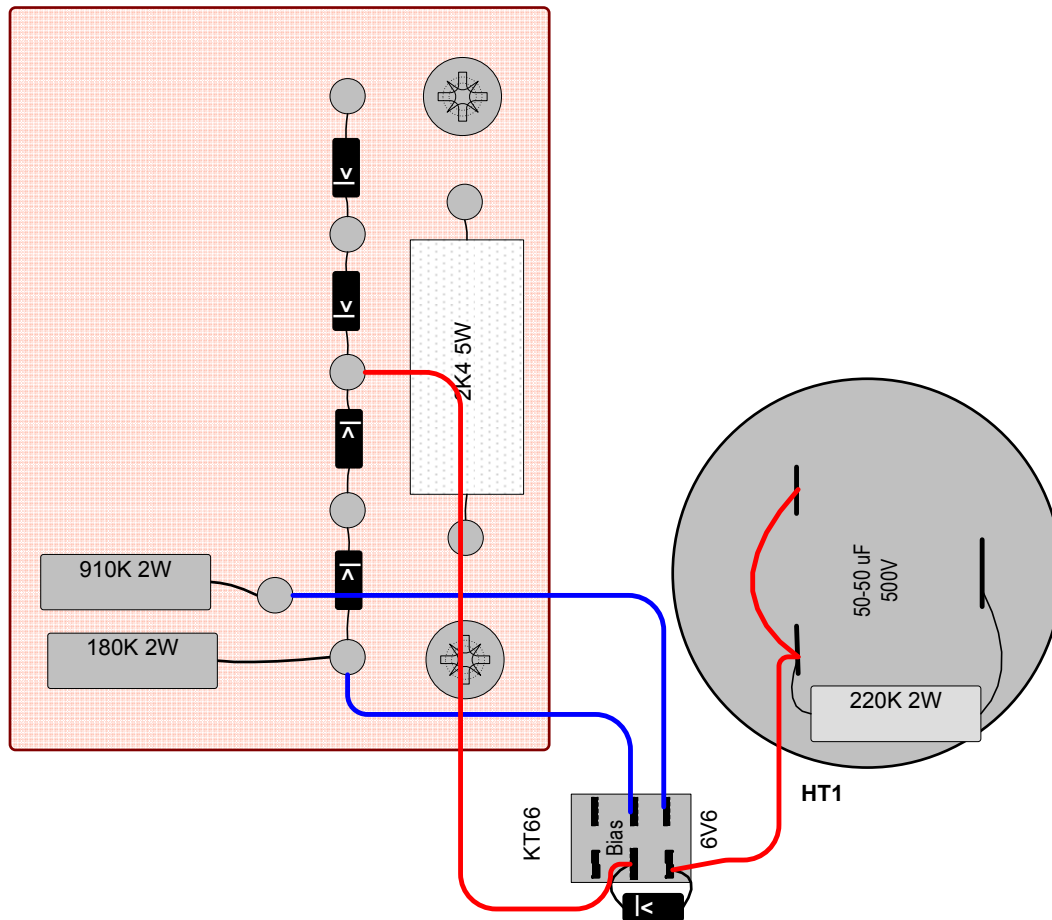 2K4 5W
910K 2W
180K 2W
50-50 uF
500V
220K 2W
HT1
KT66
Bias
6V6